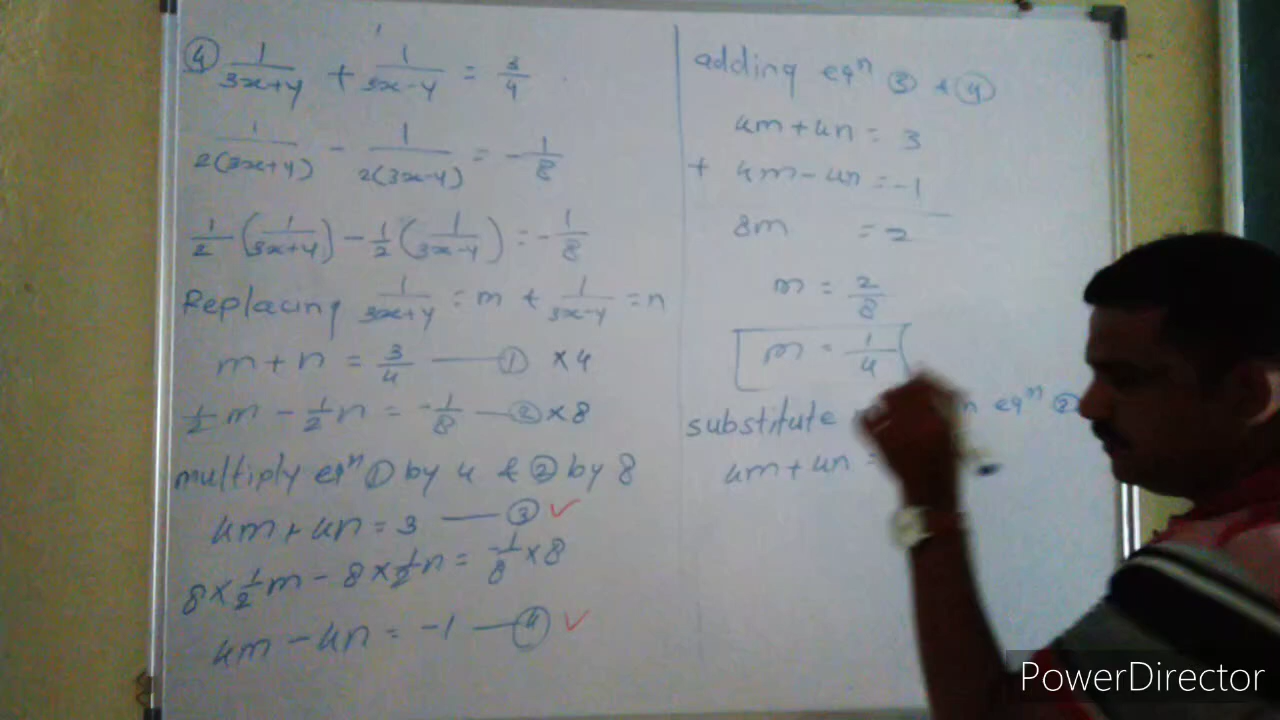 ④ 1/(3x+y) + 1/(3x-y) = 3/4
1/(2(3x+y)) - 1/(2(3x-y)) = -1/8
1/2 (1/(3x+y)) - 1/2 (1/(3x-y)) = -1/8
Replacing 1/(3x+y) = m & 1/(3x-y) = n
m + n = 3/4 — ① ×4
1/2 m - 1/2 n = -1/8 — ② ×8
multiply eqⁿ ① by 4 & ② by 8
4m + 4n = 3 — ③ ✓
8 × 1/2 m - 8 × 1/2 n = -1/8 × 8
4m - 4n = -1 — ④ ✓
adding eqⁿ ③ & ④
4m + 4n = 3
+ 4m - 4n = -1
8m = 2
m = 2/8
m = 1/4
substitute in eqⁿ ②
4m + 4n =
PowerDirector